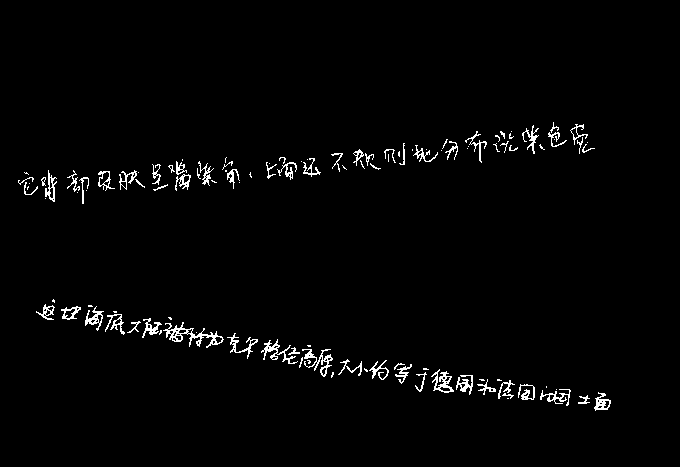 它背部皮肤呈暗紫色，上面还不规则地分布浅紫色荧
这块海底大陆被称为克尔格伦高原，大小约等于德国和法国的国土面